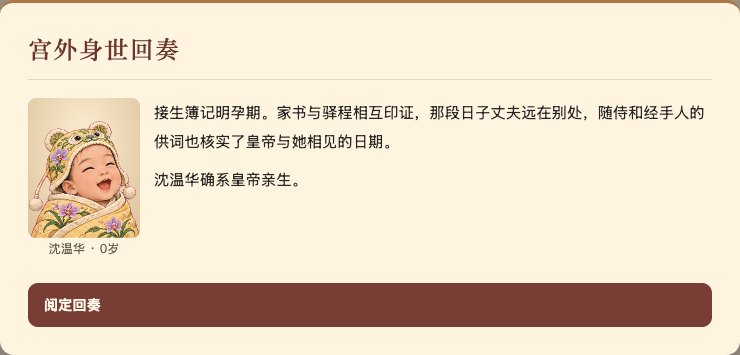 宫外身世回奏
接生簿记明孕期。家书与驿程相互印证，那段日子丈夫远在别处，随侍和经手人的
供词也核实了皇帝与她相见的日期。
沈温华确系皇帝亲生。
沈温华 · 0岁
阅定回奏